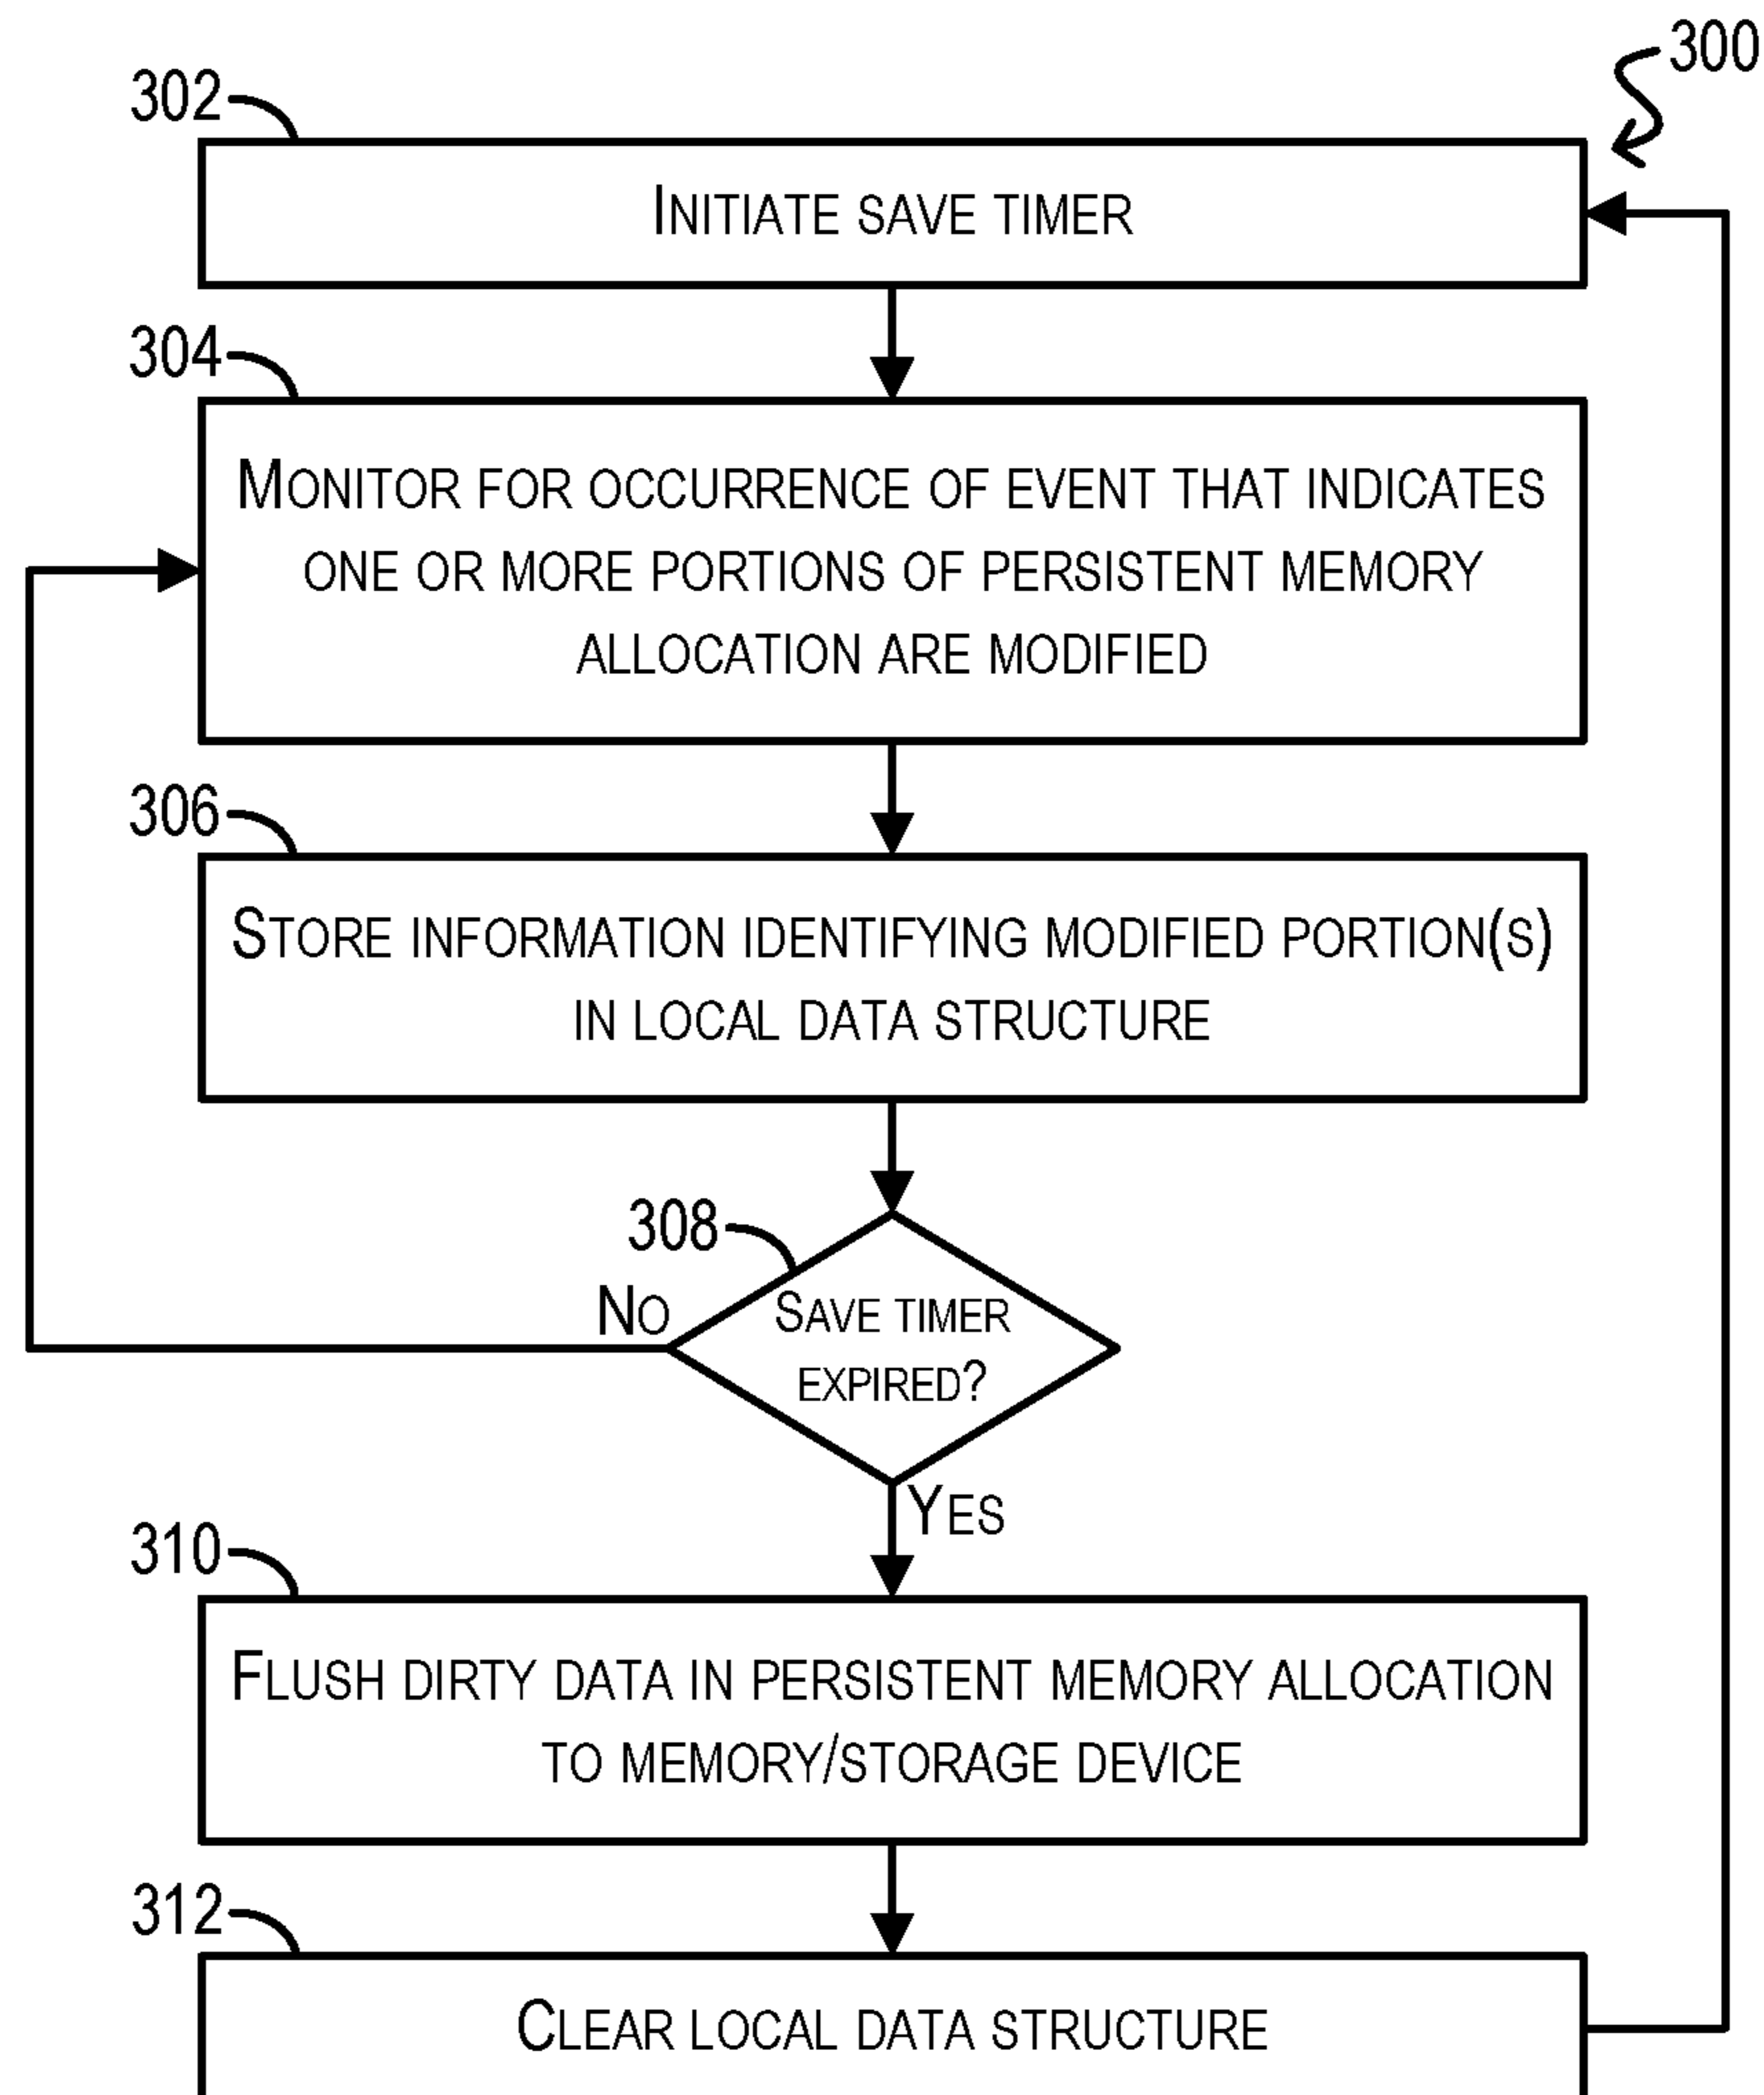 300
302
Initiate save timer
304
Monitor for occurrence of event that indicates
one or more portions of persistent memory
allocation are modified
306
Store information identifying modified portion(s)
in local data structure
308
No
Save timer
expired?
Yes
310
Flush dirty data in persistent memory allocation
to memory/storage device
312
Clear local data structure